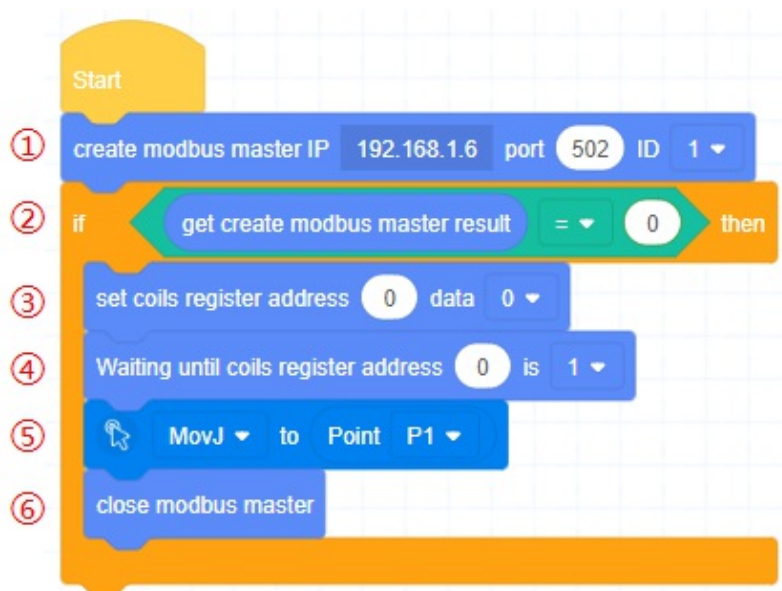 Start
① create modbus master IP 192.168.1.6 port 502 ID 1
② if get create modbus master result = 0 then
③ set coils register address 0 data 0
④ Waiting until coils register address 0 is 1
⑤ MovJ to Point P1
⑥ close modbus master